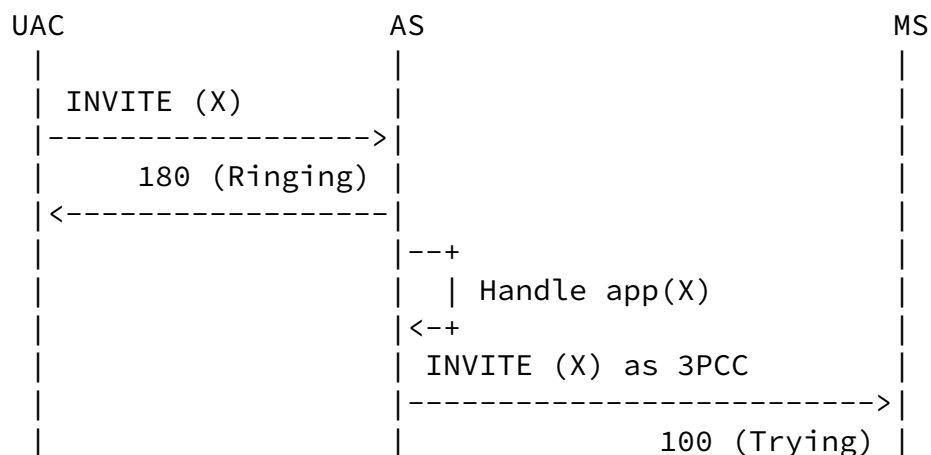 UAC AS MS
INVITE (X)
180 (Ringing)
Handle app(X)
INVITE (X) as 3PCC
100 (Trying)